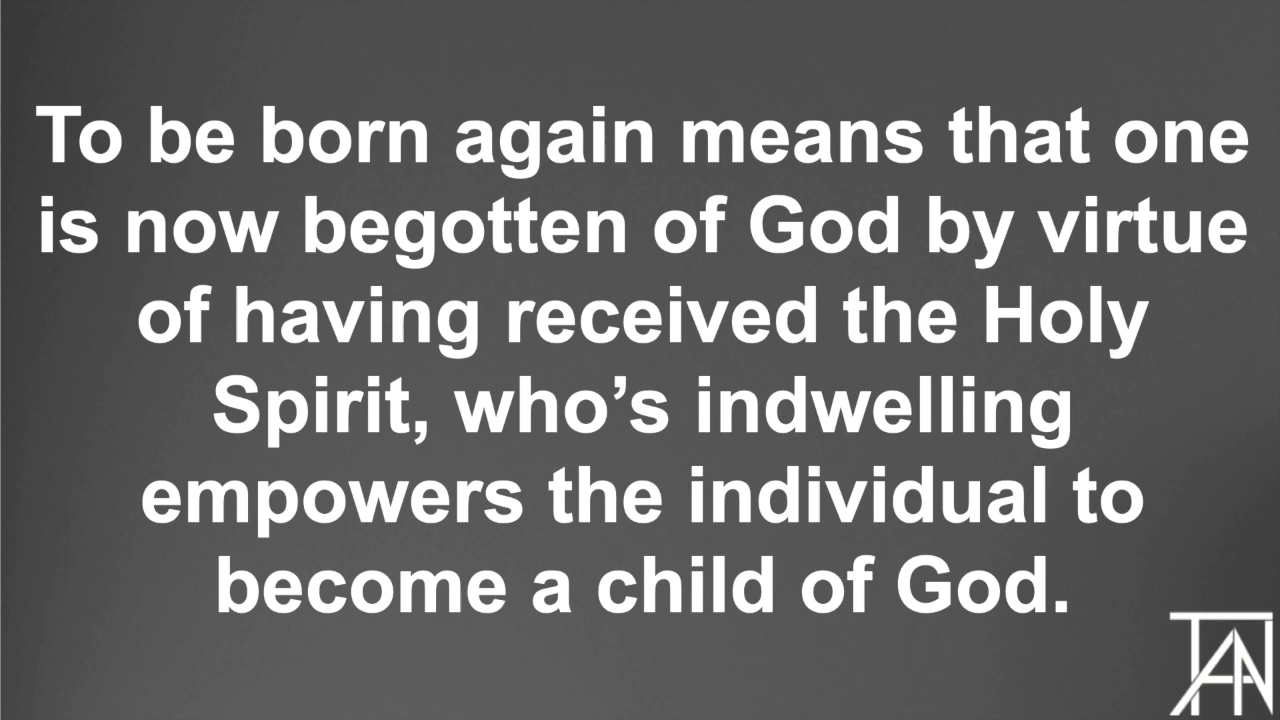 To be born again means that one
is now begotten of God by virtue
of having received the Holy
Spirit, who’s indwelling
empowers the individual to
become a child of God.
TAN